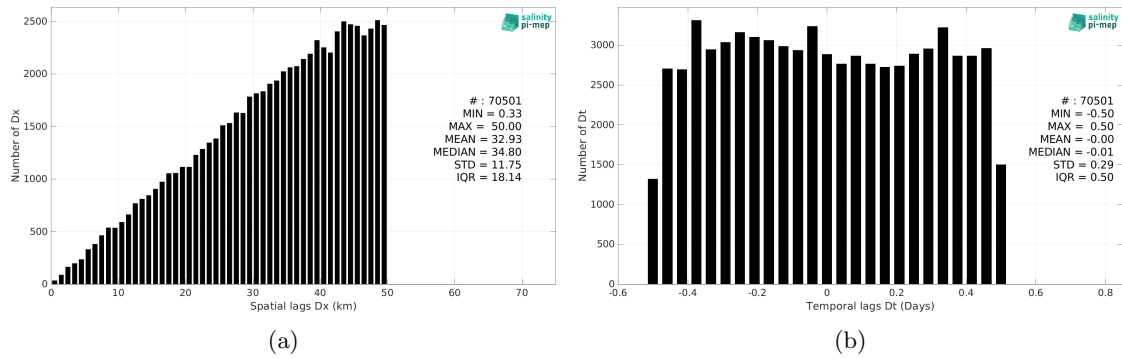 2500
2000
1500
1000
500
0
Number of Dx
0 10 20 30 40 50 60 70
Spatial lags Dx (km)
salinity
pi-mep
# : 70501
MIN = 0.33
MAX = 50.00
MEAN = 32.93
MEDIAN = 34.80
STD = 11.75
IQR = 18.14
(a)
3000
2500
2000
1500
1000
500
0
Number of Dt
-0.6 -0.4 -0.2 0 0.2 0.4 0.6 0.8
Temporal lags Dt (Days)
salinity
pi-mep
# : 70501
MIN = -0.50
MAX = 0.50
MEAN = -0.00
MEDIAN = -0.01
STD = 0.29
IQR = 0.50
(b)